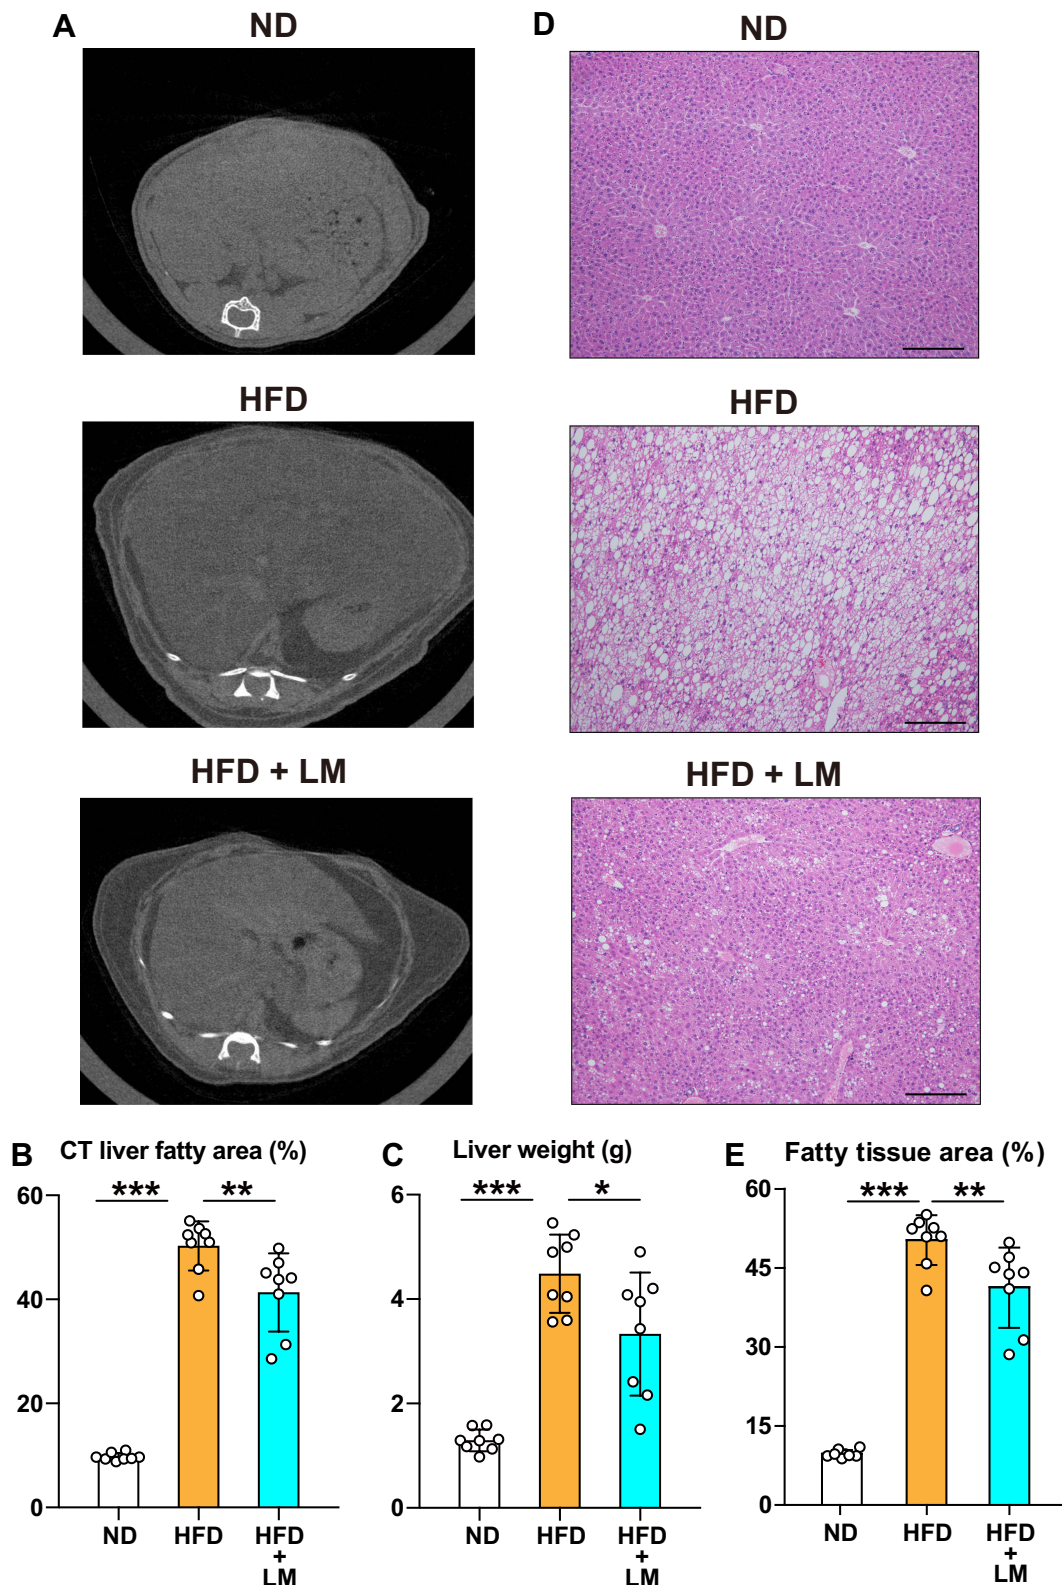 A
ND
D
ND
HFD
HFD
HFD + LM
HFD + LM
B
CT liver fatty area (%)
***
**
60
40
20
0
ND
HFD
HFD
+
LM
C
Liver weight (g)
***
*
6
4
2
0
ND
HFD
HFD
+
LM
E
Fatty tissue area (%)
***
**
60
45
30
15
0
ND
HFD
HFD
+
LM